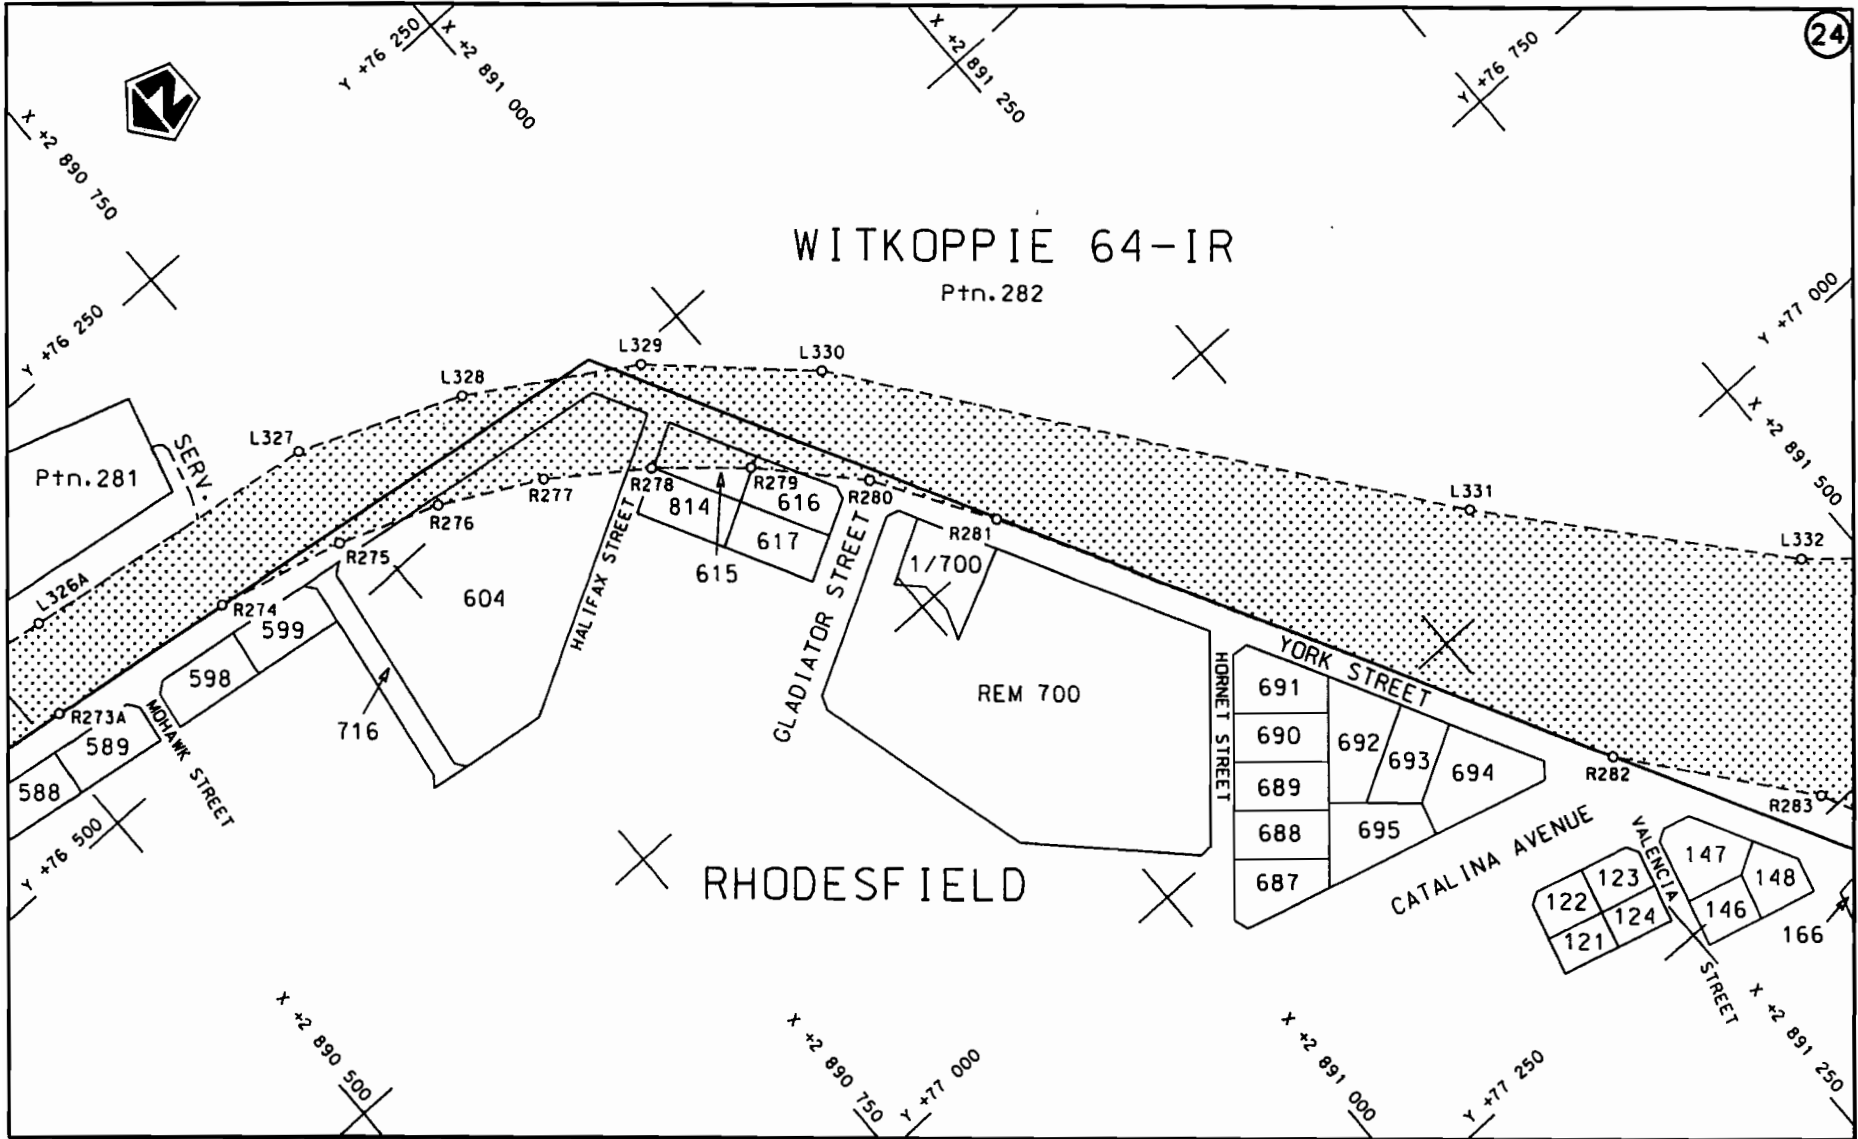 24
Y +76 250
X +2 891 000
X +2 891 250
Y +76 750
X +2 890 750
WITKOPPIE 64-IR
Ptn.282
Y +77 000
Y +76 250
L329
L330
L328
L327
X +2 891 500
SERV.
Ptn.281
R278
R279
R277
R280
616
814
R276
L331
R281
617
L332
R275
1/700
615
L326A
604
R274
599
HALIFAX STREET
GLADIATOR STREET
598
YORK STREET
691
REM 700
R273A
MOHAWK STREET
716
HORNET STREET
690
692
589
693
694
R282
689
588
R283
688
695
CATALINA AVENUE
VALENCIA
STREET
147
Y +76 500
RHODESFIELD
687
123
148
122
146
124
166
121
X +2 890 500
X +2 890 750
Y +77 000
X +2 891 000
Y +77 250
X +2 891 250